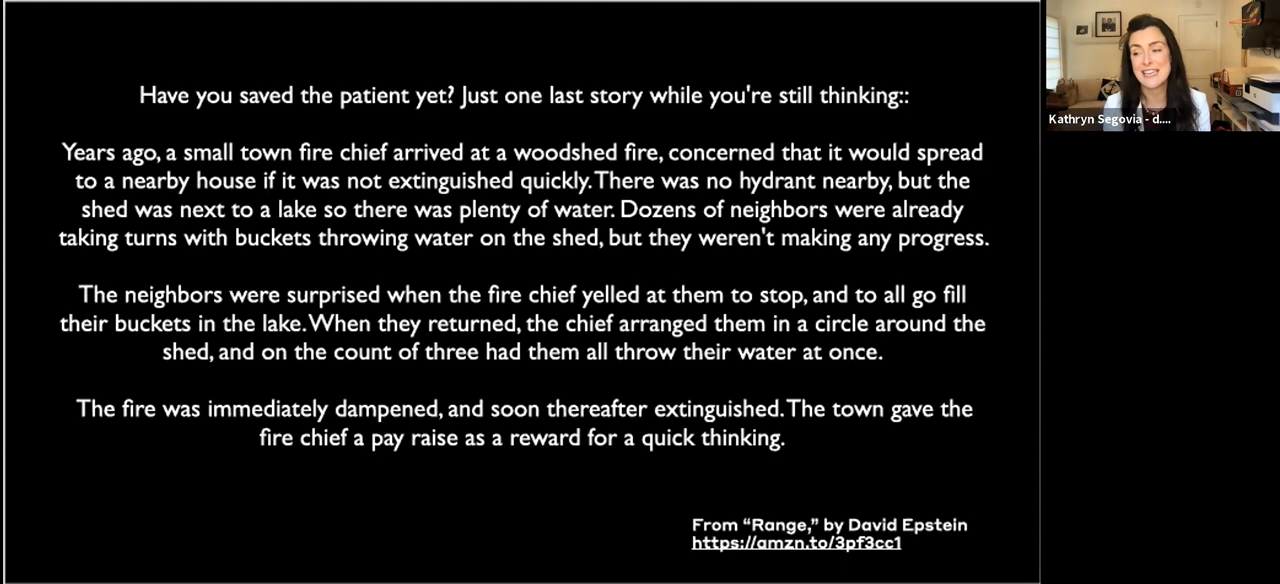 Have you saved the patient yet? Just one last story while you're still thinking::
Years ago, a small town fire chief arrived at a woodshed fire, concerned that it would spread
to a nearby house if it was not extinguished quickly. There was no hydrant nearby, but the
shed was next to a lake so there was plenty of water. Dozens of neighbors were already
taking turns with buckets throwing water on the shed, but they weren't making any progress.
The neighbors were surprised when the fire chief yelled at them to stop, and to all go fill
their buckets in the lake. When they returned, the chief arranged them in a circle around the
shed, and on the count of three had them all throw their water at once.
The fire was immediately dampened, and soon thereafter extinguished. The town gave the
fire chief a pay raise as a reward for a quick thinking.
From “Range,” by David Epstein
https://amzn.to/3pf3cc1
Kathryn Segovia - d....